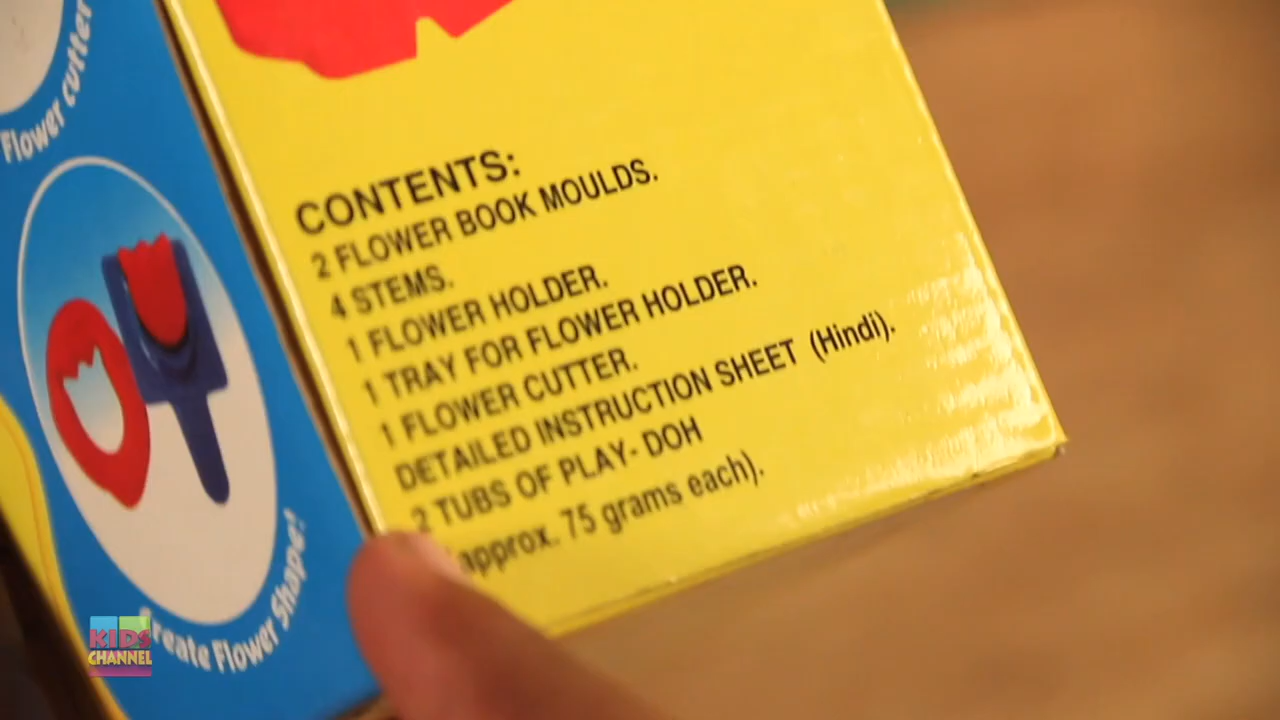 Flower cutter
CONTENTS:
2 FLOWER BOOK MOULDS.
4 STEMS.
1 FLOWER HOLDER.
1 TRAY FOR FLOWER HOLDER.
1 FLOWER CUTTER.
DETAILED INSTRUCTION SHEET (Hindi).
2 TUBS OF PLAY-DOH
approx. 75 grams each).
Create Flower Shape!
KIDS
CHANNEL